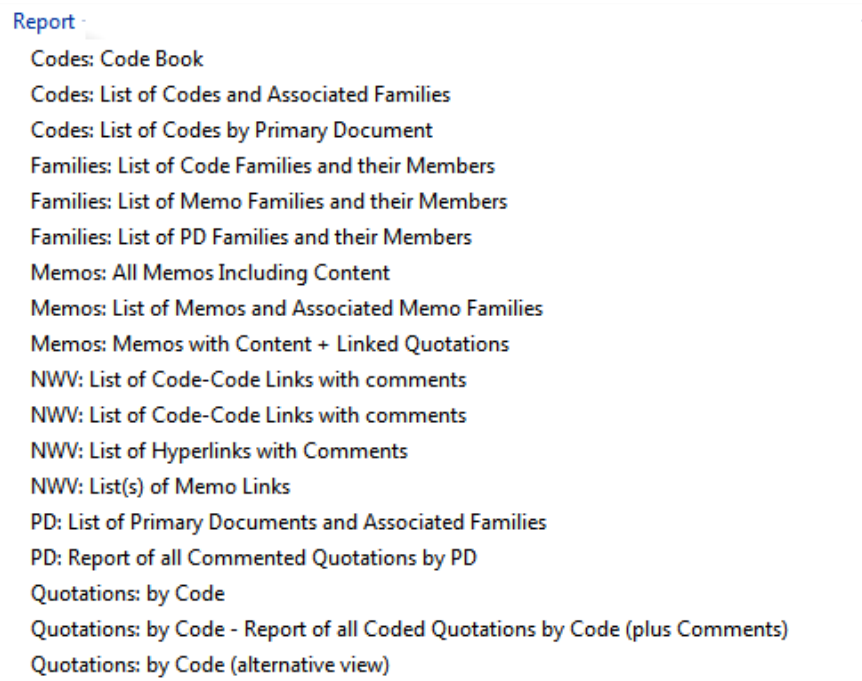 Report
Codes: Code Book
Codes: List of Codes and Associated Families
Codes: List of Codes by Primary Document
Families: List of Code Families and their Members
Families: List of Memo Families and their Members
Families: List of PD Families and their Members
Memos: All Memos Including Content
Memos: List of Memos and Associated Memo Families
Memos: Memos with Content + Linked Quotations
NWV: List of Code-Code Links with comments
NWV: List of Code-Code Links with comments
NWV: List of Hyperlinks with Comments
NWV: List(s) of Memo Links
PD: List of Primary Documents and Associated Families
PD: Report of all Commented Quotations by PD
Quotations: by Code
Quotations: by Code - Report of all Coded Quotations by Code (plus Comments)
Quotations: by Code (alternative view)